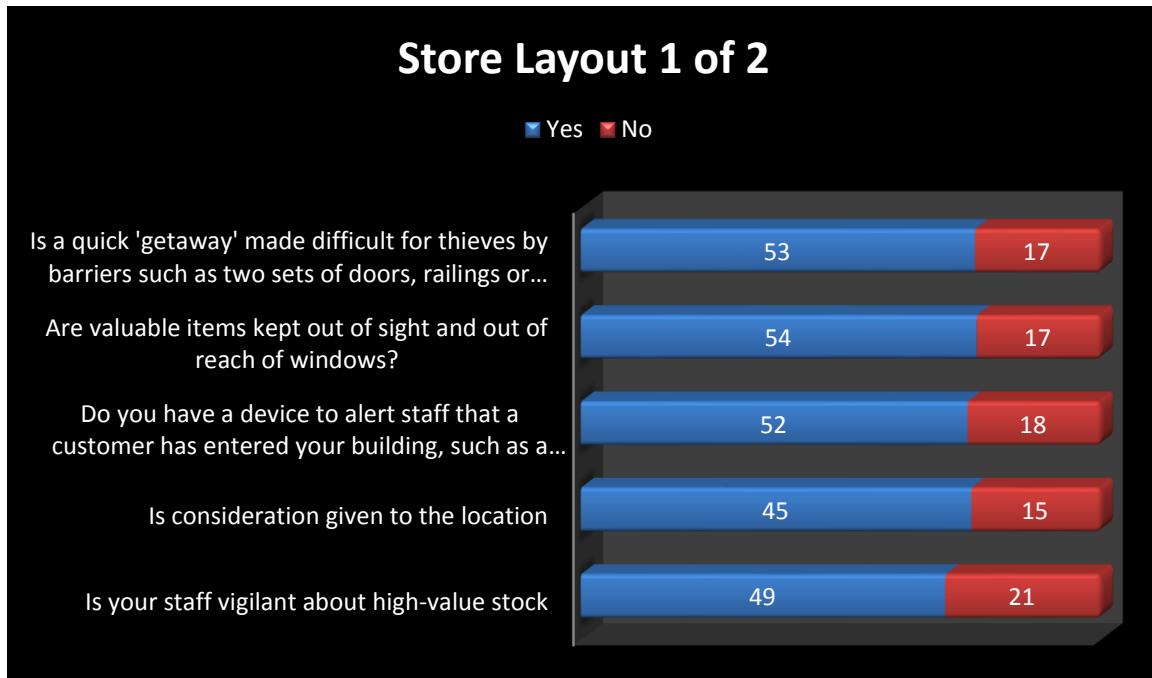 Store Layout 1 of 2
Yes No
Is a quick 'getaway' made difficult for thieves by
barriers such as two sets of doors, railings or…
53 17
Are valuable items kept out of sight and out of
reach of windows?
54 17
Do you have a device to alert staff that a
customer has entered your building, such as a…
52 18
Is consideration given to the location
45 15
Is your staff vigilant about high-value stock
49 21